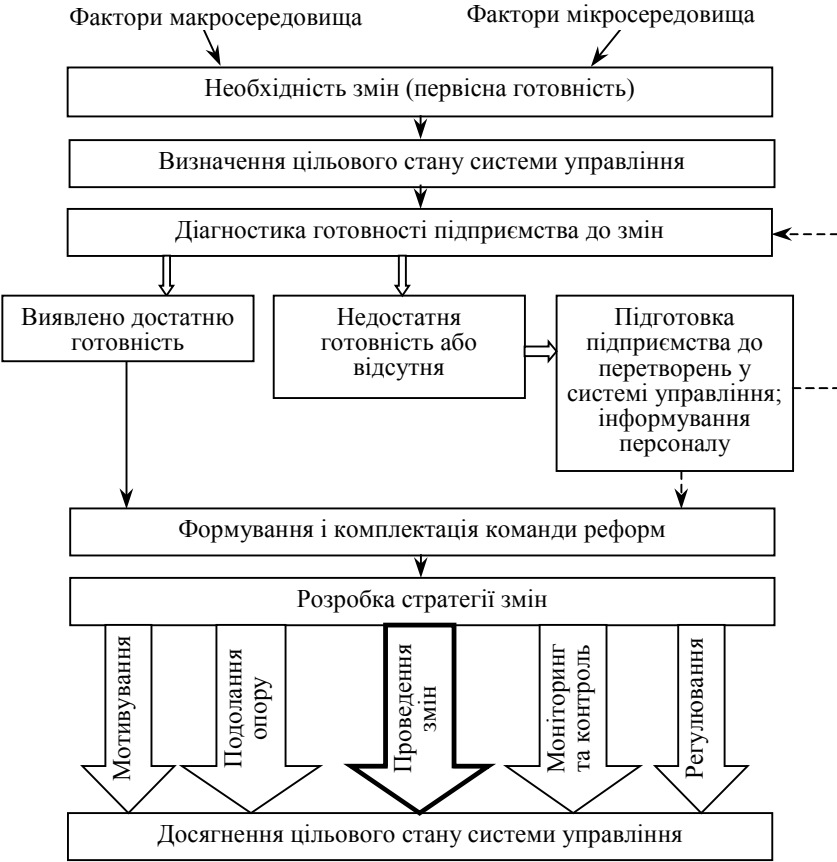 Фактори макросередовища
Фактори мікросередовища
Необхідність змін (первісна готовність)
Визначення цільового стану системи управління
Діагностика готовності підприємства до змін
Виявлено достатню
готовність
Недостатня
готовність або
відсутня
Підготовка
підприємства до
перетворень у
системі управління;
інформування
персоналу
Формування і комплектація команди реформ
Розробка стратегії змін
Мотивування
Подолання
опору
Проведення
змін
Моніторинг
та контроль
Регулювання
Досягнення цільового стану системи управління